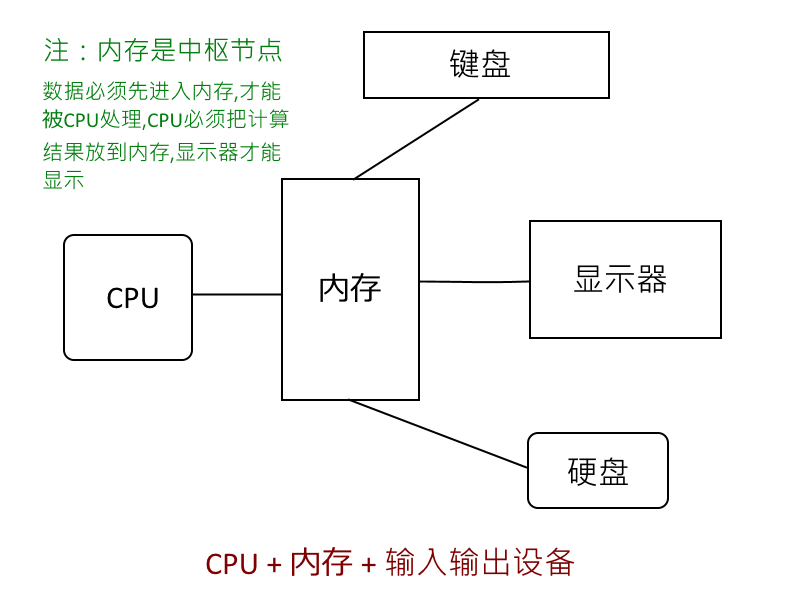 注：内存是中枢节点
数据必须先进入内存,才能
被CPU处理,CPU必须把计算
结果放到内存,显示器才能
显示
键盘
CPU
内存
显示器
硬盘
CPU + 内存 + 输入输出设备